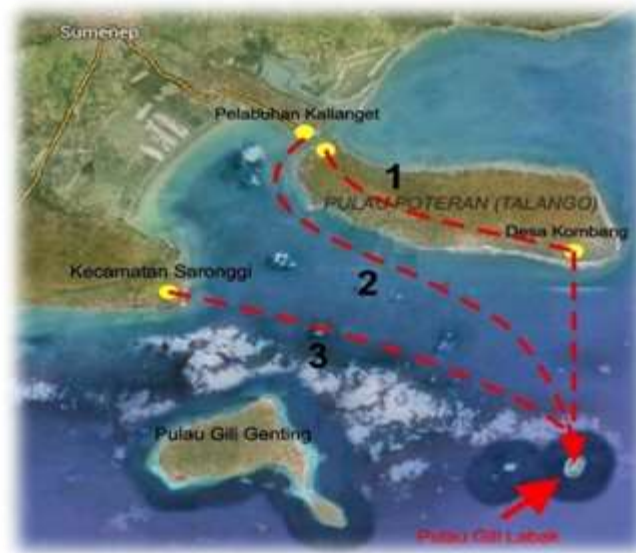 Sumenep
Pelabuhan Kalianget
1
PULAU POTERAN (TALANGO)
Desa Kombang
Kecamatan Saronggi
2
3
Pulau Gili Genting
Pulau Gili Labak